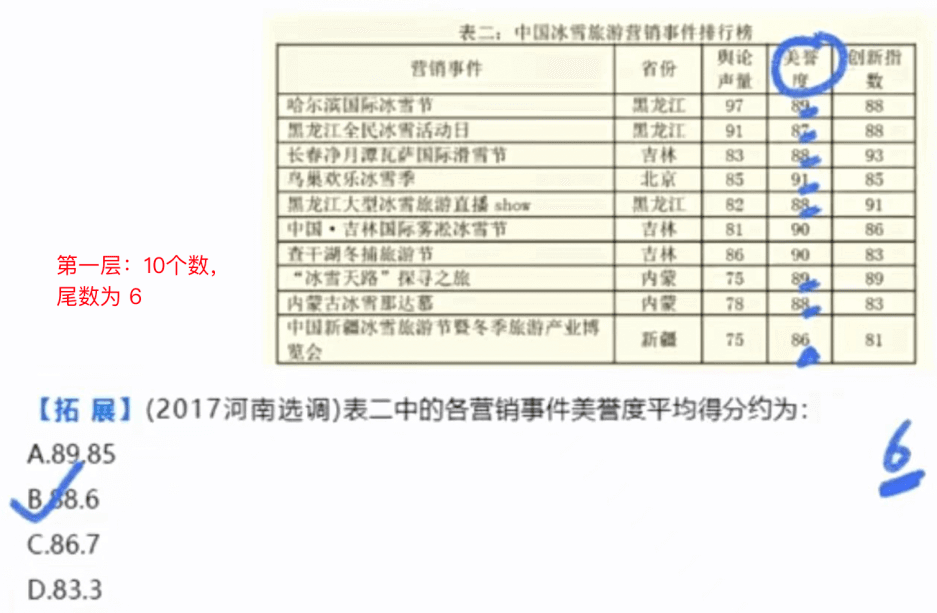 表二：中国冰雪旅游营销事件排行榜
营销事件 省份 舆论声量 美誉度 创新指数
哈尔滨国际冰雪节 黑龙江 97 89 88
黑龙江全民冰雪活动日 黑龙江 91 87 88
长春净月潭瓦萨国际滑雪节 吉林 83 88 93
鸟巢欢乐冰雪季 北京 85 91 85
黑龙江大型冰雪旅游直播 show 黑龙江 82 88 91
中国·吉林国际雾凇冰雪节 吉林 81 90 86
查干湖冬捕旅游节 吉林 86 90 83
“冰雪天路”探寻之旅 内蒙 75 89 89
内蒙古冰雪那达慕 内蒙 78 88 83
中国新疆冰雪旅游节暨冬季旅游产业博览会 新疆 75 86 81
第一层：10个数，
尾数为 6
【拓 展】(2017河南选调)表二中的各营销事件美誉度平均得分约为：
A.89.85
B.88.6
C.86.7
D.83.3
6